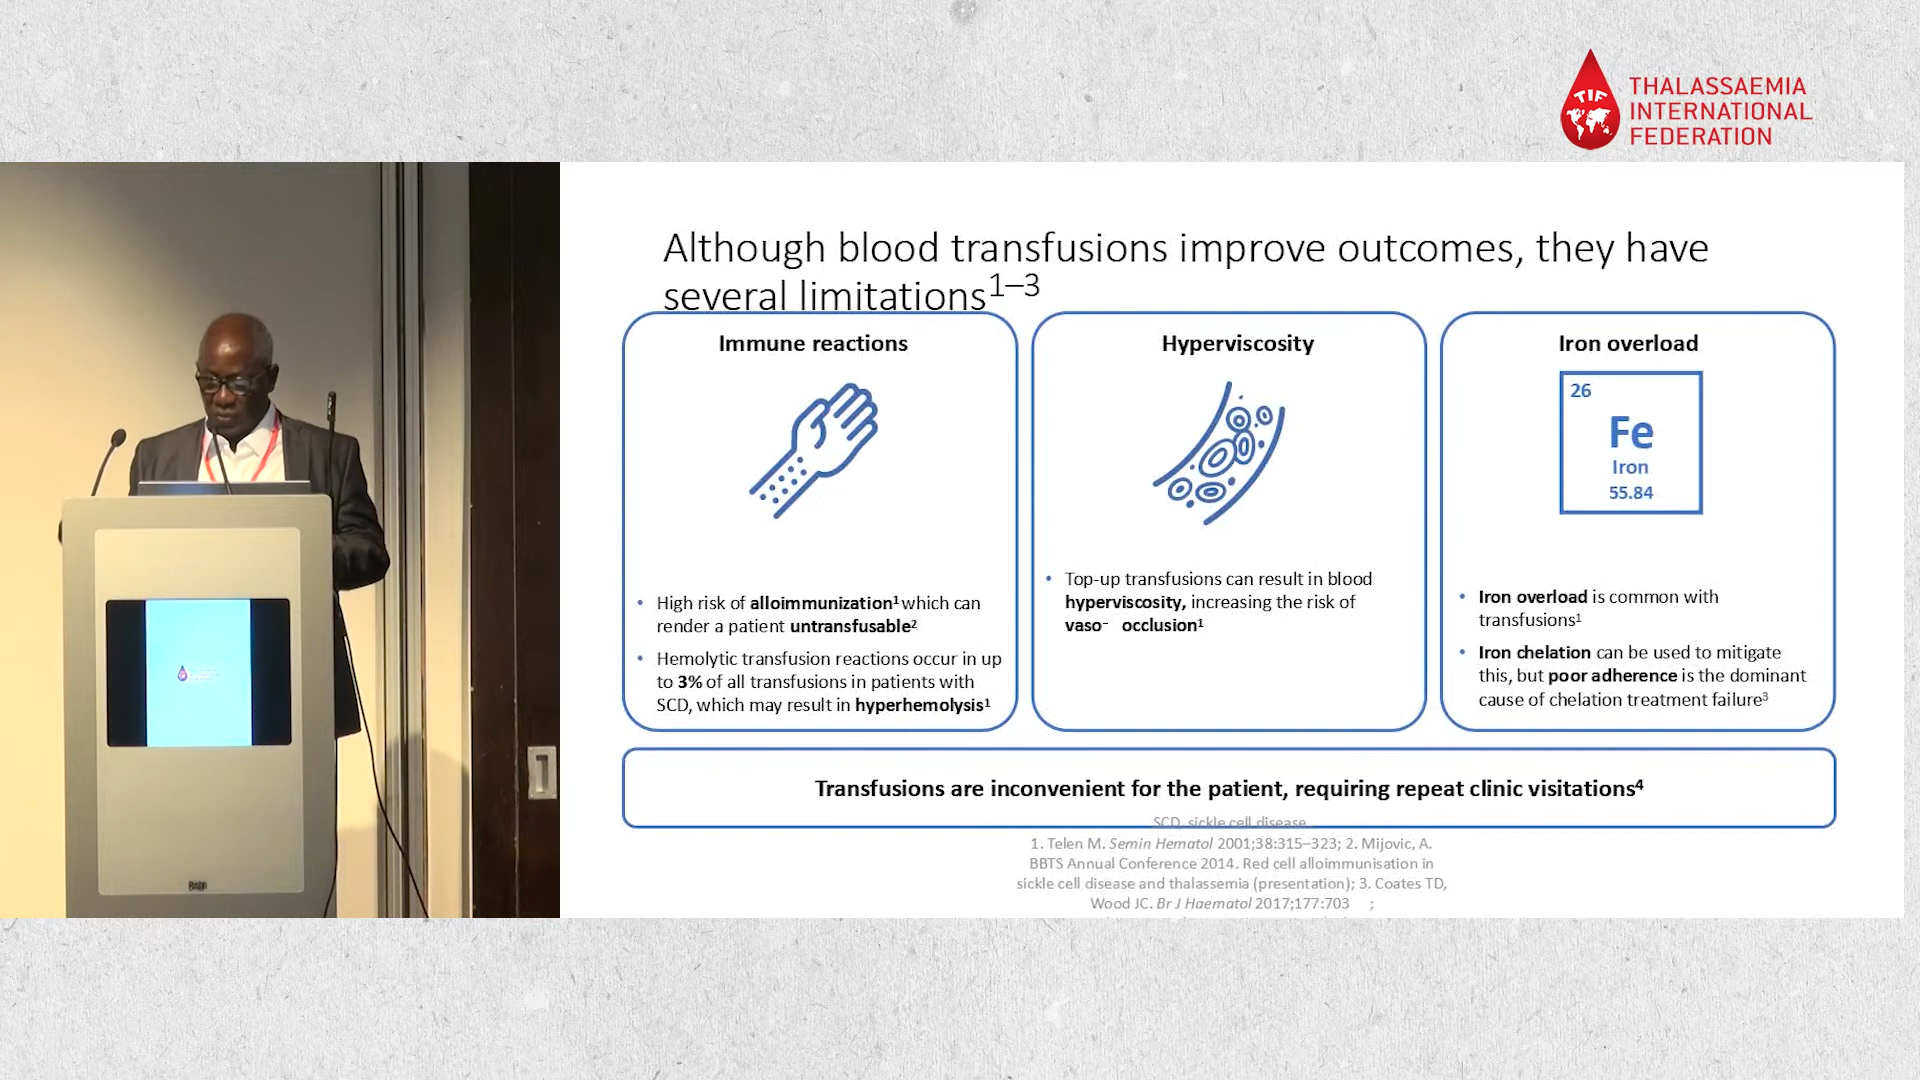 TIF
THALASSAEMIA
INTERNATIONAL
FEDERATION
Although blood transfusions improve outcomes, they have
several limitations1–3
Immune reactions
• High risk of alloimmunization1 which can
render a patient untransfusable2
• Hemolytic transfusion reactions occur in up
to 3% of all transfusions in patients with
SCD, which may result in hyperhemolysis1
Hyperviscosity
• Top-up transfusions can result in blood
hyperviscosity, increasing the risk of
vaso- occlusion1
Iron overload
26
Fe
Iron
55.84
• Iron overload is common with
transfusions1
• Iron chelation can be used to mitigate
this, but poor adherence is the dominant
cause of chelation treatment failure3
Transfusions are inconvenient for the patient, requiring repeat clinic visitations4
SCD, sickle cell disease
1. Telen M. Semin Hematol 2001;38:315–323; 2. Mijovic, A.
BBTS Annual Conference 2014. Red cell alloimmunisation in
sickle cell disease and thalassemia (presentation); 3. Coates TD,
Wood JC. Br J Haematol 2017;177:703 ;